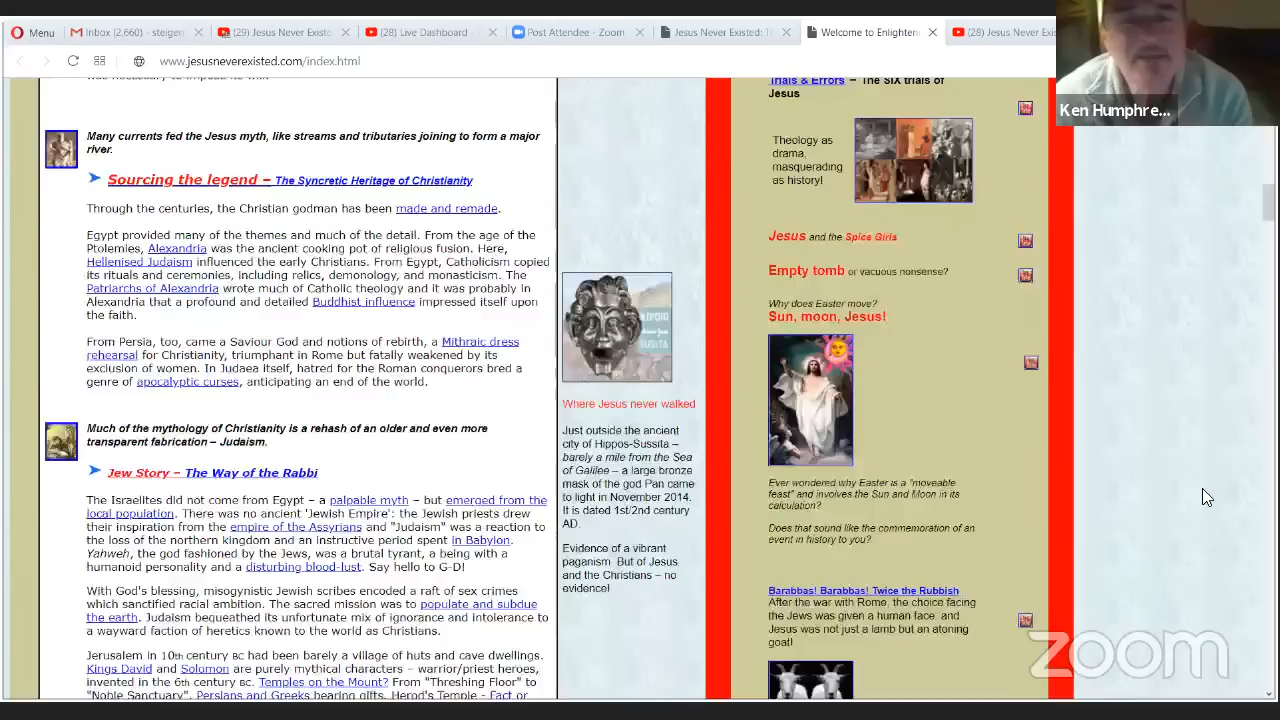 Menu
Inbox (2,660) - steiger
(29) Jesus Never Existe
(28) Live Dashboard -
Post Attendee - Zoom
Jesus Never Existed: T
Welcome to Enlighten
(28) Jesus Never Exis
www.jesusneverexisted.com/index.html
Ken Humphre...
Many currents fed the Jesus myth, like streams and tributaries joining to form a major
river.
Sourcing the legend – The Syncretic Heritage of Christianity
Through the centuries, the Christian godman has been made and remade.
Egypt provided many of the themes and much of the detail. From the age of the
Ptolemies, Alexandria was the ancient cooking pot of religious fusion. Here,
Hellenised Judaism influenced the early Christians. From Egypt, Catholicism copied
its rituals and ceremonies, including relics, demonology, and monasticism. The
Patriarchs of Alexandria wrote much of Catholic theology and it was probably in
Alexandria that a profound and detailed Buddhist influence impressed itself upon
the faith.
From Persia, too, came a Saviour God and notions of rebirth, a Mithraic dress
rehearsal for Christianity, triumphant in Rome but fatally weakened by its
exclusion of women. In Judaea itself, hatred for the Roman conquerors bred a
genre of apocalyptic curses, anticipating an end of the world.
Much of the mythology of Christianity is a rehash of an older and even more
transparent fabrication – Judaism.
Jew Story – The Way of the Rabbi
The Israelites did not come from Egypt – a palpable myth – but emerged from the
local population. There was no ancient 'Jewish Empire': the Jewish priests drew
their inspiration from the empire of the Assyrians and "Judaism" was a reaction to
the loss of the northern kingdom and an instructive period spent in Babylon.
Yahweh, the god fashioned by the Jews, was a brutal tyrant, a being with a
humanoid personality and a disturbing blood-lust. Say hello to G-D!
With God's blessing, misogynistic Jewish scribes encoded a raft of sex crimes
which sanctified racial ambition. The sacred mission was to populate and subdue
the earth. Judaism bequeathed its unfortunate mix of ignorance and intolerance to
a wayward faction of heretics known to the world as Christians.
Jerusalem in 10th century BC had been barely a village of huts and cave dwellings.
Kings David and Solomon are purely mythical characters – warrior/priest heroes,
invented in the 6th century BC. Temples on the Mount? From "Threshing Floor" to
"Noble Sanctuary". Persians and Greeks bearing gifts. Herod's Temple - Fact or
SUSITA
Where Jesus never walked
Just outside the ancient
city of Hippos-Sussita –
barely a mile from the Sea
of Galilee – a large bronze
mask of the god Pan came
to light in November 2014.
It is dated 1st/2nd century
AD.
Evidence of a vibrant
paganism. But of Jesus
and the Christians – no
evidence!
Trials & Errors – The SIX trials of
Jesus
Theology as
drama,
masquerading
as history!
Jesus and the Spice Girls
Empty tomb or vacuous nonsense?
Why does Easter move?
Sun, moon, Jesus!
Ever wondered why Easter is a "moveable
feast" and involves the Sun and Moon in its
calculation?
Does that sound like the commemoration of an
event in history to you?
Barabbas! Barabbas! Twice the Rubbish
After the war with Rome, the choice facing
the Jews was given a human face, and
Jesus was not just a lamb but an atoning
goat!
zoom